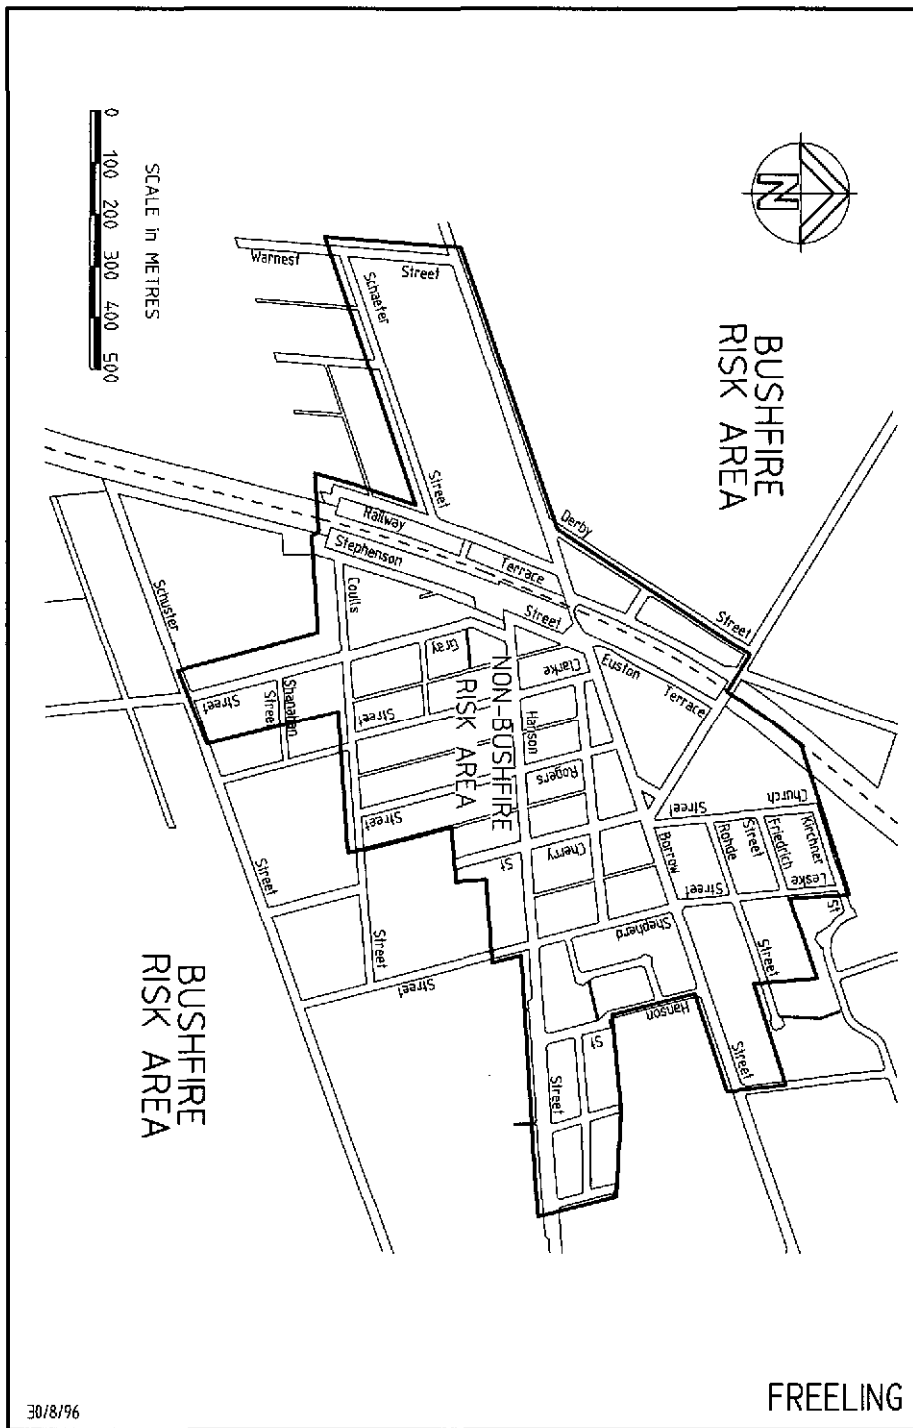 N
0 100 200 300 400 500
SCALE in METRES
BUSHFIRE
RISK AREA
Warnest
Street
Schaefer
Street
Derby
Street
Railway
Terrace
Stephenson
Street
Euston
Terrace
Coulls
Schuster
Gray
NON-BUSHFIRE
RISK AREA
Clarke
Hanson
Street
Shanahan
Street
Street
Rogers
Church
Street
Kirchner
Friedrich
Street
Rohde
Leske
Street
Borrow
St
Cherry
St
Street
Street
Street
Shepherd
Street
Street
Hanson
St
Street
Street
BUSHFIRE
RISK AREA
FREELING
30/8/96